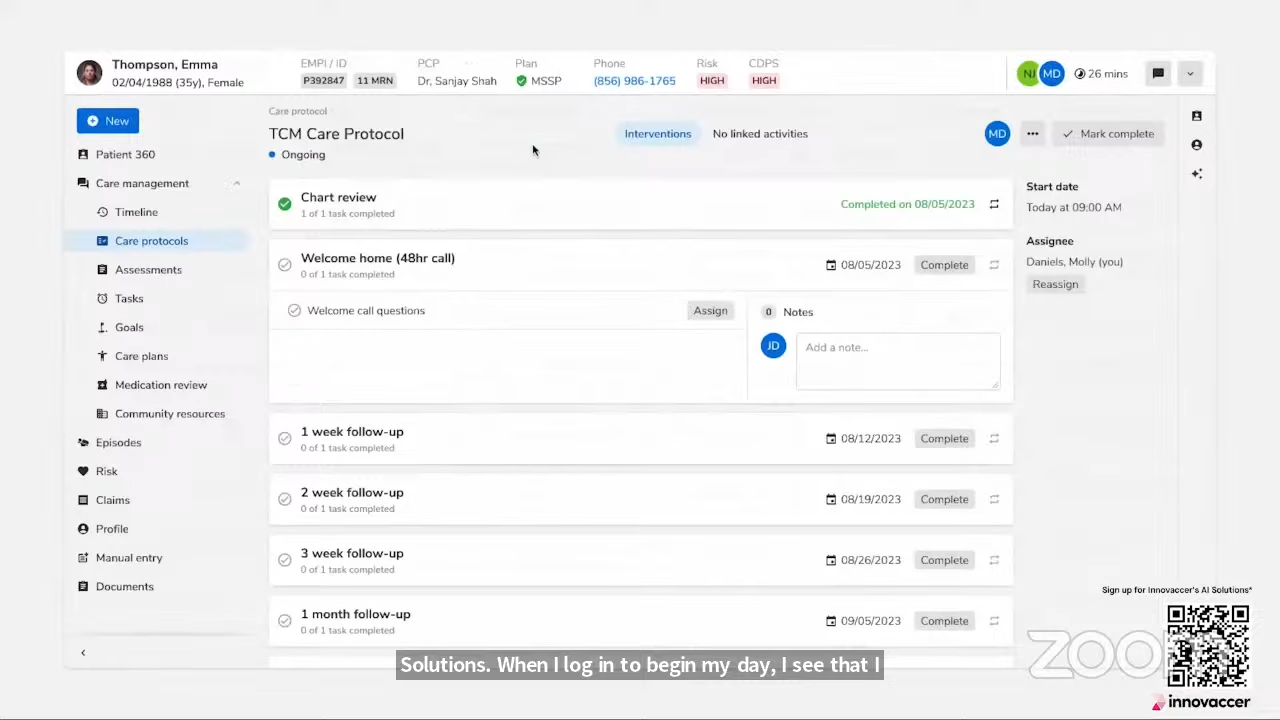 Thompson, Emma
02/04/1988 (35y), Female
EMPI / ID
P392847
11 MRN
PCP
Dr, Sanjay Shah
Plan
MSSP
Phone
(856) 986-1765
Risk
HIGH
CDPS
HIGH
NJ
MD
26 mins
New
Patient 360
Care management
Timeline
Care protocols
Assessments
Tasks
Goals
Care plans
Medication review
Community resources
Episodes
Risk
Claims
Profile
Manual entry
Documents
Care protocol
TCM Care Protocol
Ongoing
Interventions
No linked activities
MD
Mark complete
Chart review
1 of 1 task completed
Completed on 08/05/2023
Welcome home (48hr call)
0 of 1 task completed
08/05/2023
Complete
Welcome call questions
Assign
0 Notes
JD
Add a note...
1 week follow-up
0 of 1 task completed
08/12/2023
Complete
2 week follow-up
0 of 1 task completed
08/19/2023
Complete
3 week follow-up
0 of 1 task completed
08/26/2023
Complete
1 month follow-up
0 of 1 task completed
09/05/2023
Complete
Start date
Today at 09:00 AM
Assignee
Daniels, Molly (you)
Reassign
Sign up for Innovaccer's AI Solutions*
zoom
innovaccer
Solutions. When I log in to begin my day, I see that I